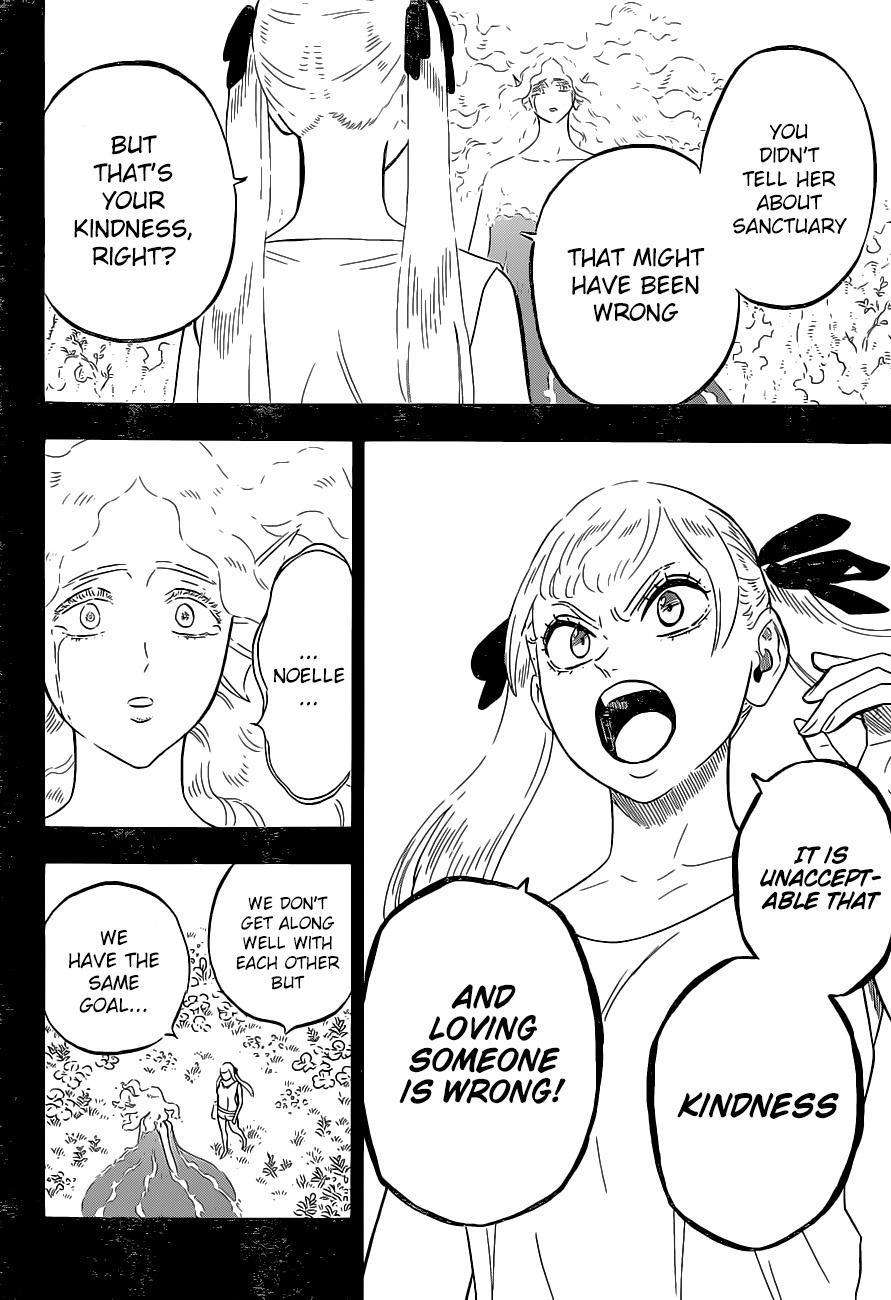 YOU
DIDN'T
TELL HER
ABOUT
SANCTUARY
THAT MIGHT
HAVE BEEN
WRONG
BUT
THAT'S
YOUR
KINDNESS,
RIGHT?
IT IS
UNACCEPT-
ABLE THAT
KINDNESS
AND
LOVING
SOMEONE
IS WRONG!
...
NOELLE
...
WE DON'T
GET ALONG
WELL WITH
EACH OTHER
BUT
WE
HAVE THE
SAME
GOAL...